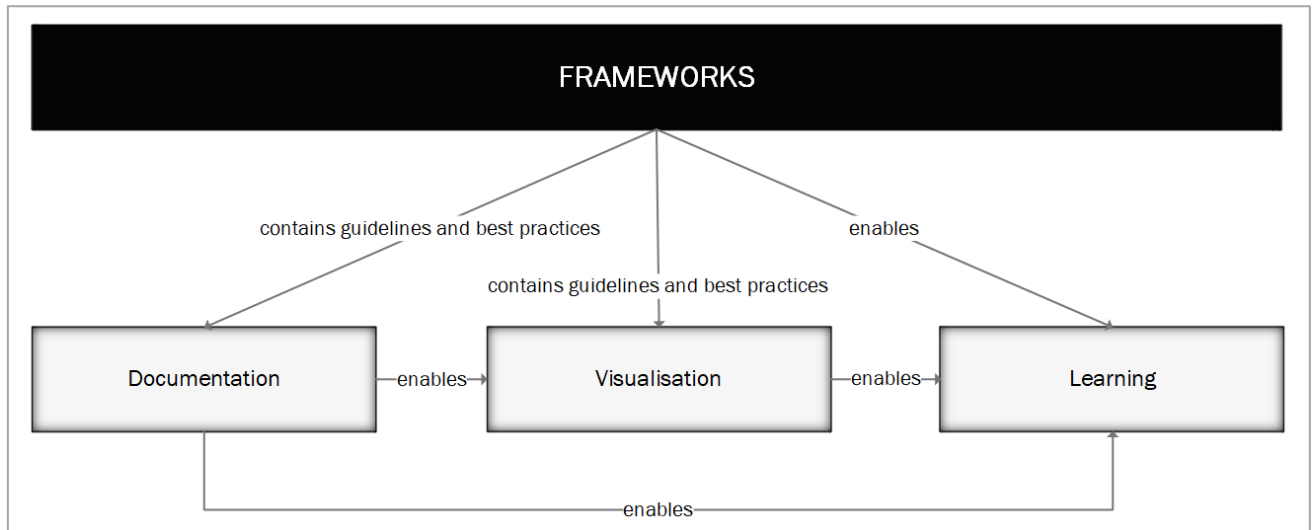 FRAMEWORKS
contains guidelines and best practices
enables
contains guidelines and best practices
Documentation
enables
Visualisation
enables
Learning
enables